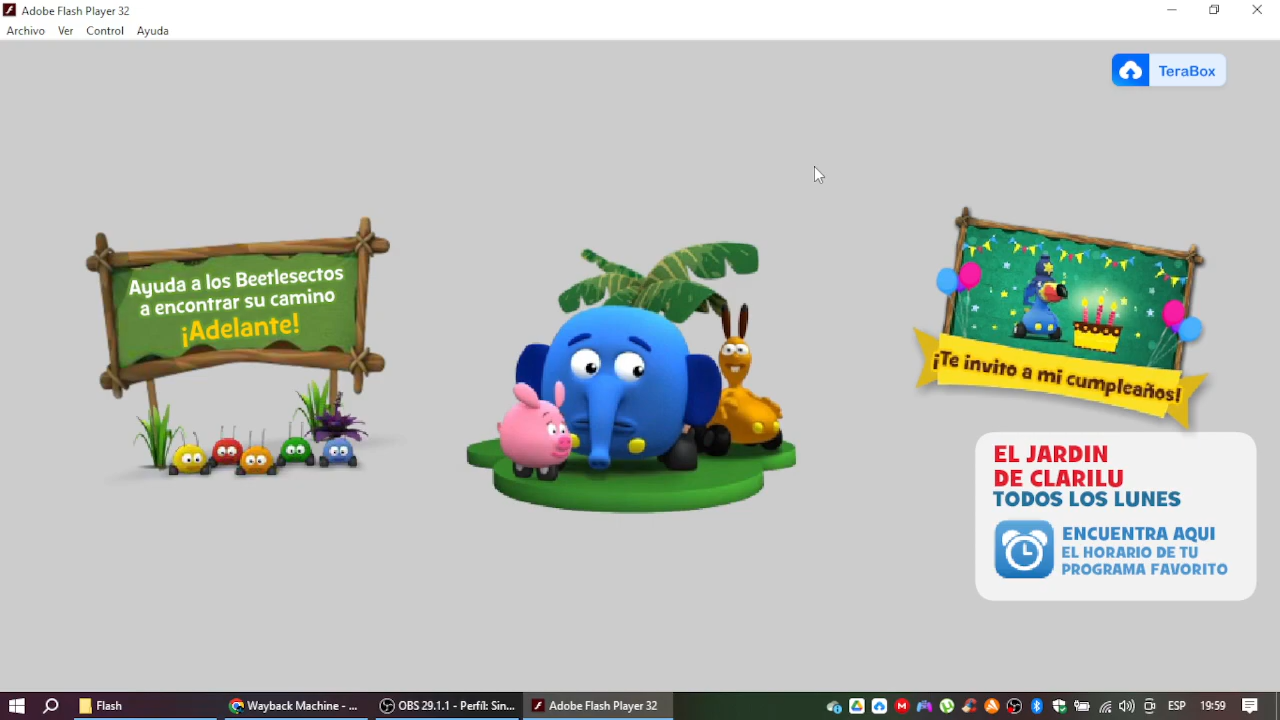 Adobe Flash Player 32
Archivo Ver Control Ayuda
TeraBox
Ayuda a los Beetlesectos
a encontrar su camino
¡Adelante!
¡Te invito a mi cumpleaños!
EL JARDIN
DE CLARILU
TODOS LOS LUNES
ENCUENTRA AQUI
EL HORARIO DE TU
PROGRAMA FAVORITO
Flash
Wayback Machine - ...
OBS 29.1.1 - Perfil: Sin...
Adobe Flash Player 32
ESP
19:59